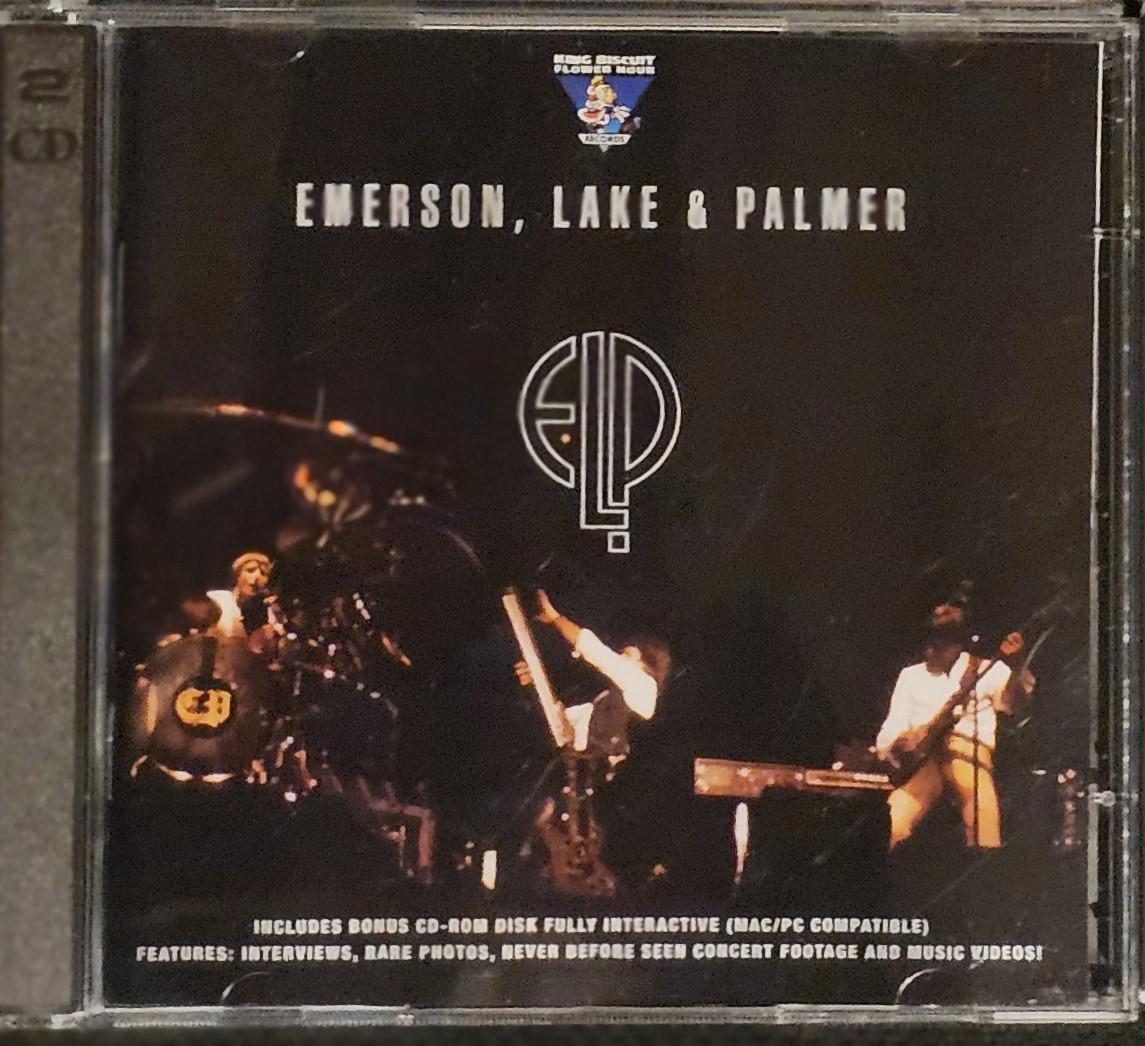 2
CD
KING BISCUIT
FLOWER HOUR
RECORDS
EMERSON, LAKE & PALMER
ELP
INCLUDES BONUS CD-ROM DISK FULLY INTERACTIVE (MAC/PC COMPATIBLE)
FEATURES: INTERVIEWS, RARE PHOTOS, NEVER BEFORE SEEN CONCERT FOOTAGE AND MUSIC VIDEOS!